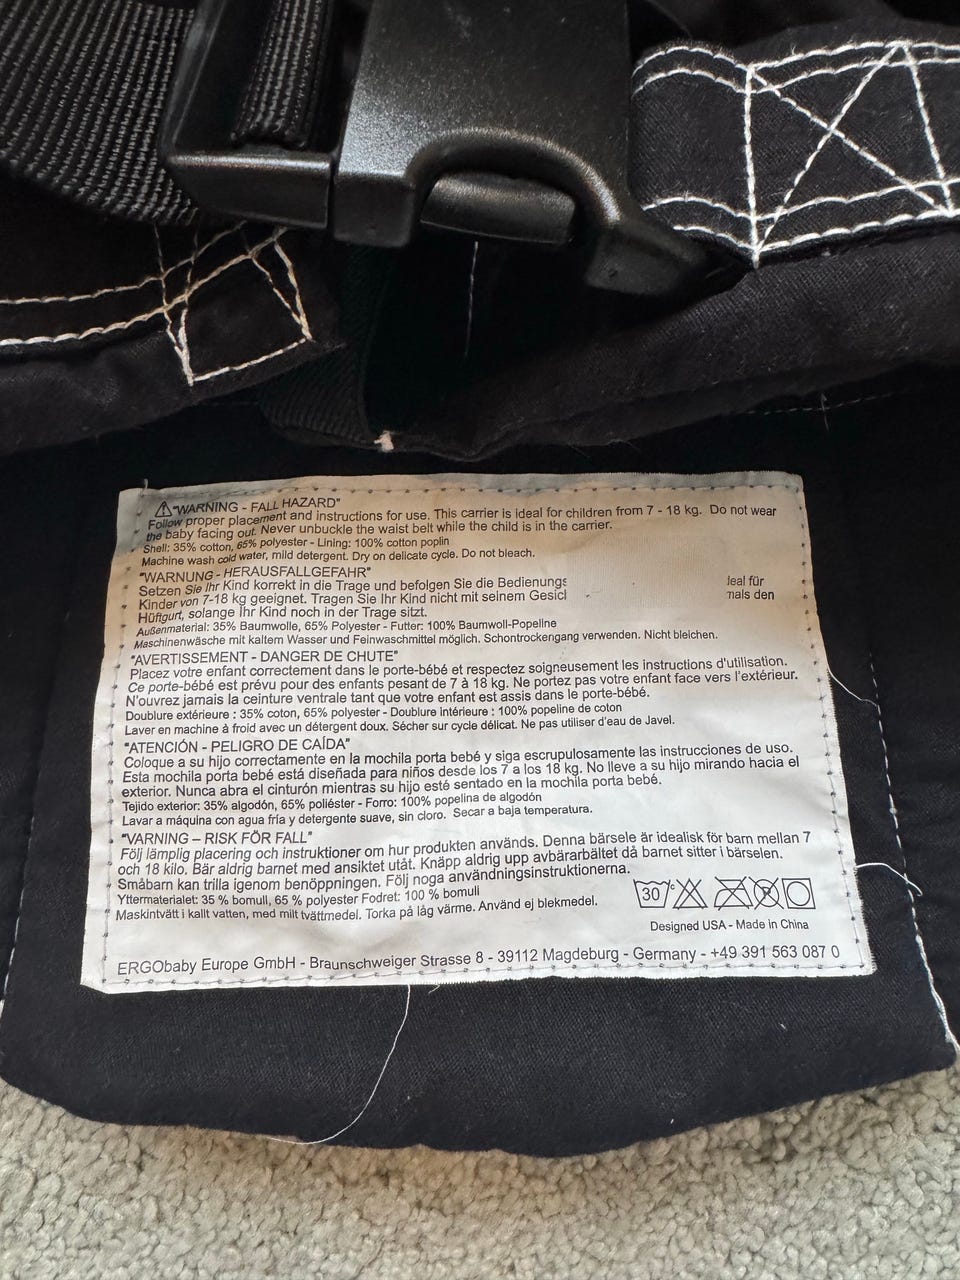 ⚠"WARNING - FALL HAZARD"
Follow proper placement and instructions for use. This carrier is ideal for children from 7 - 18 kg. Do not wear
the baby facing out. Never unbuckle the waist belt while the child is in the carrier.
Shell: 35% cotton, 65% polyester - Lining: 100% cotton poplin
Machine wash cold water, mild detergent. Dry on delicate cycle. Do not bleach.
"WARNUNG - HERAUSFALLGEFAHR"
Setzen Sie Ihr Kind korrekt in die Trage und befolgen Sie die für
Kinder von 7-18 kg geeignet. Tragen Sie Ihr Kind nicht mit seinem den
Hüftgurt, solange Ihr Kind noch in der Trage sitzt.
Außenmaterial: 35% Baumwolle, 65% Polyester - Futter: 100% Baumwoll-Popeline
Maschinenwäsche mit kaltem Wasser und Feinwaschmittel möglich. Schontrockengang verwenden. Nicht bleichen.
"AVERTISSEMENT - DANGER DE CHUTE"
Placez votre enfant correctement dans le porte-bébé et respectez soigneusement les instructions d'utilisation.
Ce porte-bébé est prévu pour des enfants pesant de 7 à 18 kg. Ne portez pas votre enfant face vers l'extérieur.
N'ouvrez jamais la ceinture ventrale tant que votre enfant est assis dans le porte-bébé.
Doublure extérieure : 35% coton, 65% polyester - Doublure intérieure : 100% popeline de coton
Laver en machine à froid avec un détergent doux. Sécher sur cycle délicat. Ne pas utiliser d'eau de Javel.
"ATENCIÓN - PELIGRO DE CAÍDA"
Coloque a su hijo correctamente en la mochila porta bebé y siga escrupulosamente las instrucciones de uso.
Esta mochila porta bebé está diseñada para niños desde los 7 a los 18 kg. No lleve a su hijo mirando hacia el
exterior. Nunca abra el cinturón mientras su hijo esté sentado en la mochila porta bebé.
Tejido exterior: 35% algodón, 65% poliéster - Forro: 100% popelina de algodón
Lavar a máquina con agua fría y detergente suave, sin cloro. Secar a baja temperatura.
"VARNING – RISK FÖR FALL"
Följ lämplig placering och instruktioner om hur produkten används. Denna bärsele är idealisk för barn mellan 7
och 18 kilo. Bär aldrig barnet med ansiktet utåt. Knäpp aldrig upp avbärarbältet då barnet sitter i bärselen.
Småbarn kan trilla igenom benöppningen. Följ noga användningsinstruktionerna.
Yttermaterialet: 35 % bomull, 65 % polyester Fodret: 100 % bomull
Maskintvätt i kallt vatten, med milt tvättmedel. Torka på låg värme. Använd ej blekmedel.
30°
Designed USA - Made in China
ERGObaby Europe GmbH - Braunschweiger Strasse 8 - 39112 Magdeburg - Germany - +49 391 563 087 0